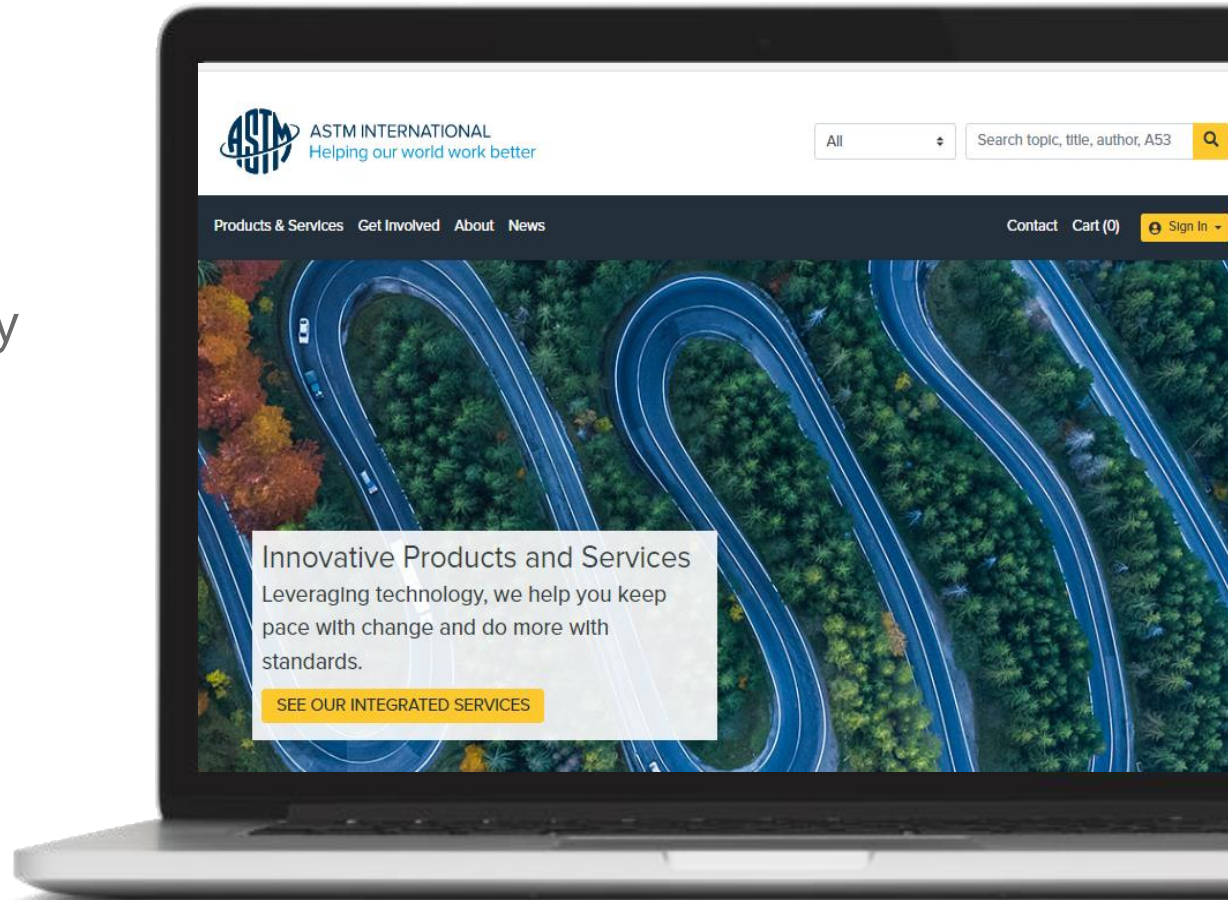 y
ASTM
ASTM INTERNATIONAL
Helping our world work better
All
Search topic, title, author, A53
Products & Services Get Involved About News
Contact Cart (0) Sign In
Innovative Products and Services
Leveraging technology, we help you keep
pace with change and do more with
standards.
SEE OUR INTEGRATED SERVICES